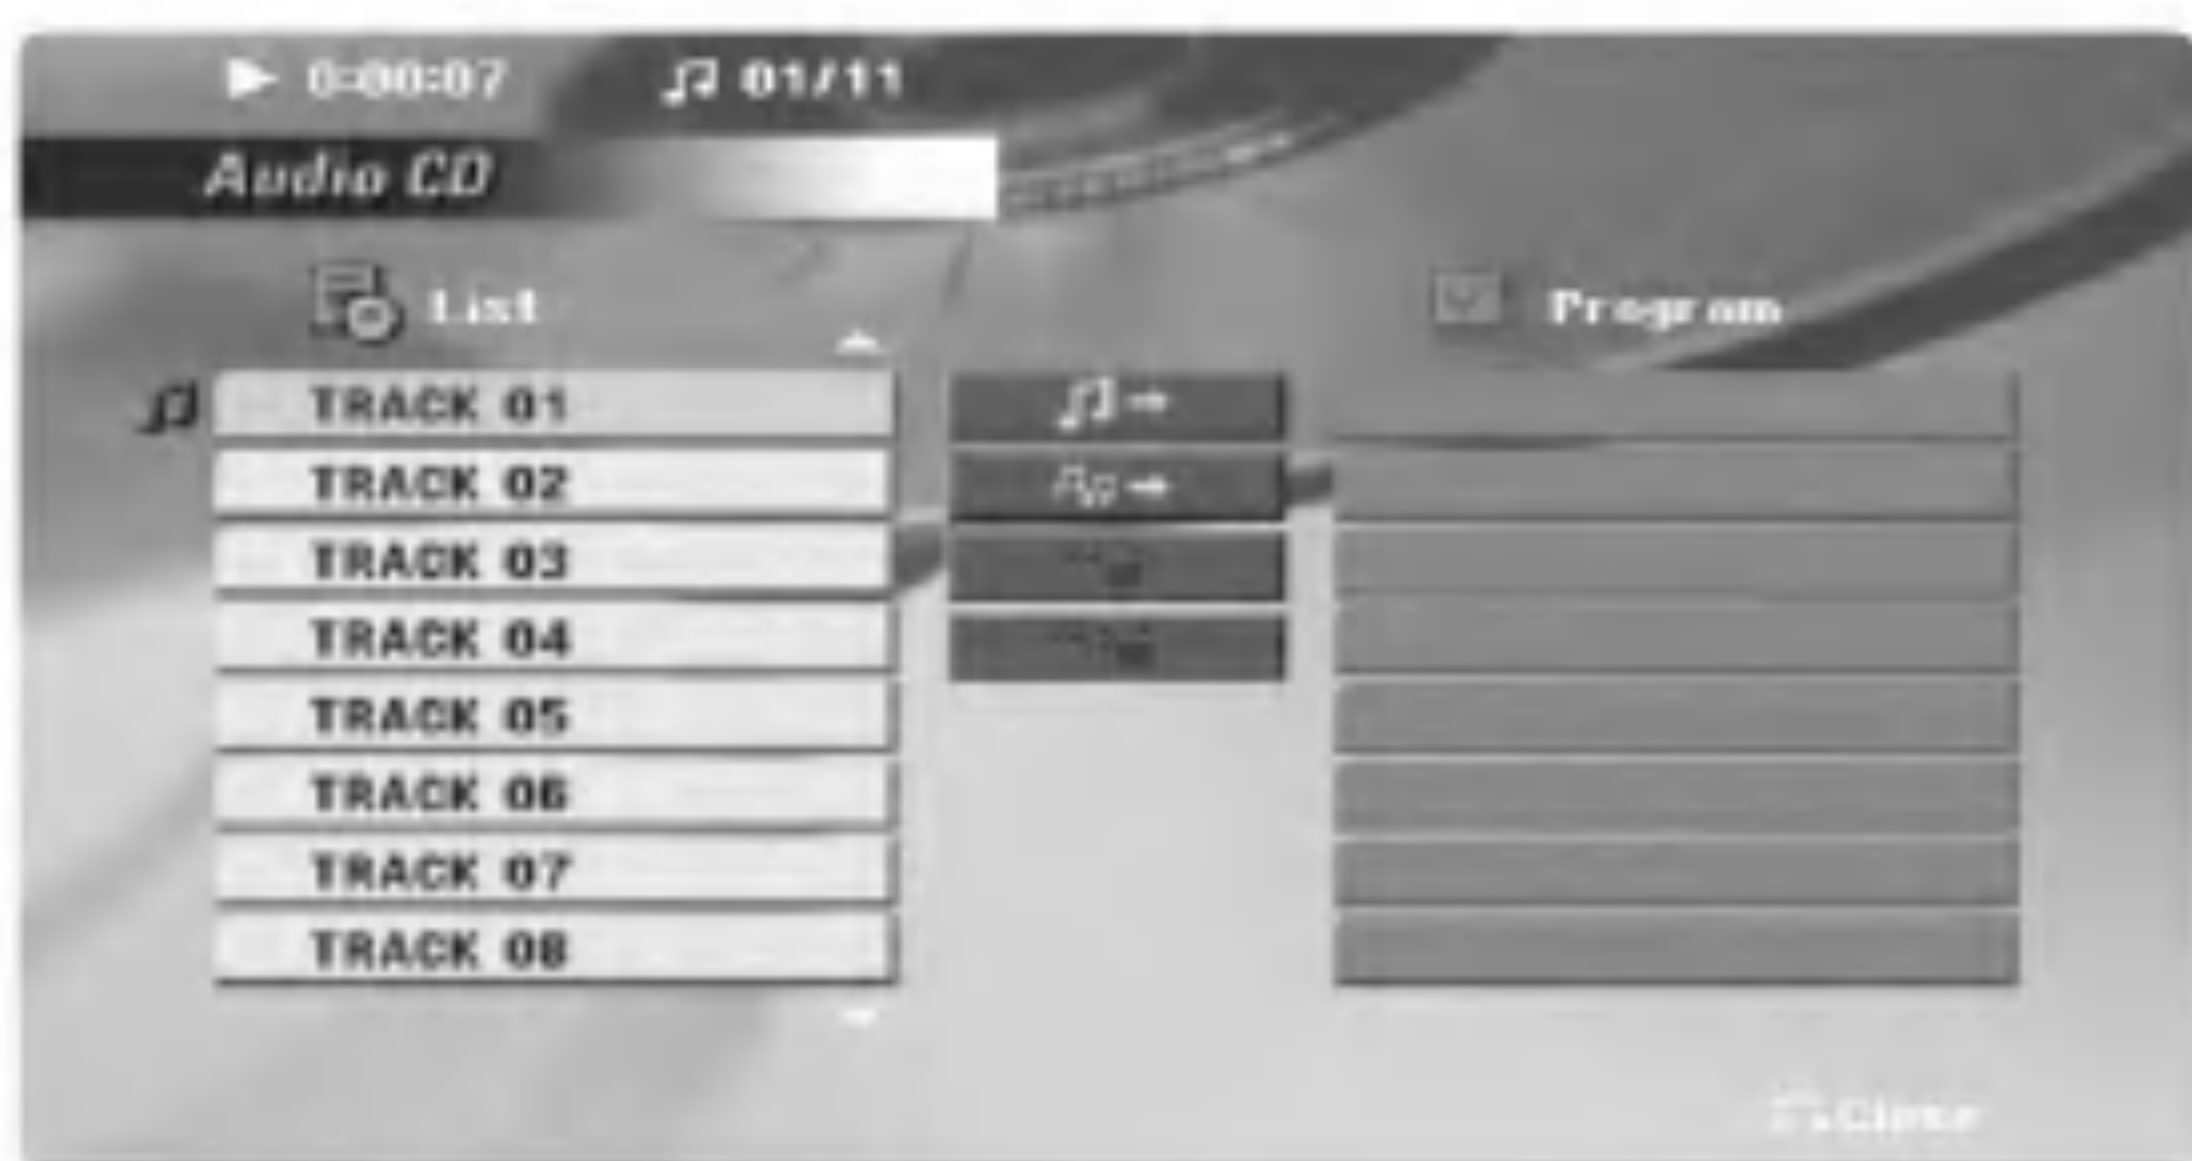 0:00:07 01/11
Audio CD
List
Program
TRACK 01
TRACK 02
TRACK 03
TRACK 04
TRACK 05
TRACK 06
TRACK 07
TRACK 08
Close